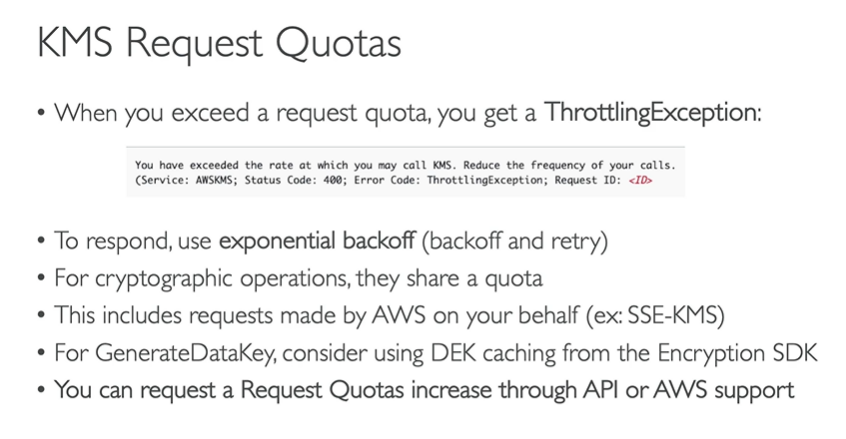 KMS Request Quotas
• When you exceed a request quota, you get a ThrottlingException:
You have exceeded the rate at which you may call KMS. Reduce the frequency of your calls.
(Service: AWSKMS; Status Code: 400; Error Code: ThrottlingException; Request ID: <ID>
• To respond, use exponential backoff (backoff and retry)
• For cryptographic operations, they share a quota
• This includes requests made by AWS on your behalf (ex: SSE-KMS)
• For GenerateDataKey, consider using DEK caching from the Encryption SDK
• You can request a Request Quotas increase through API or AWS support